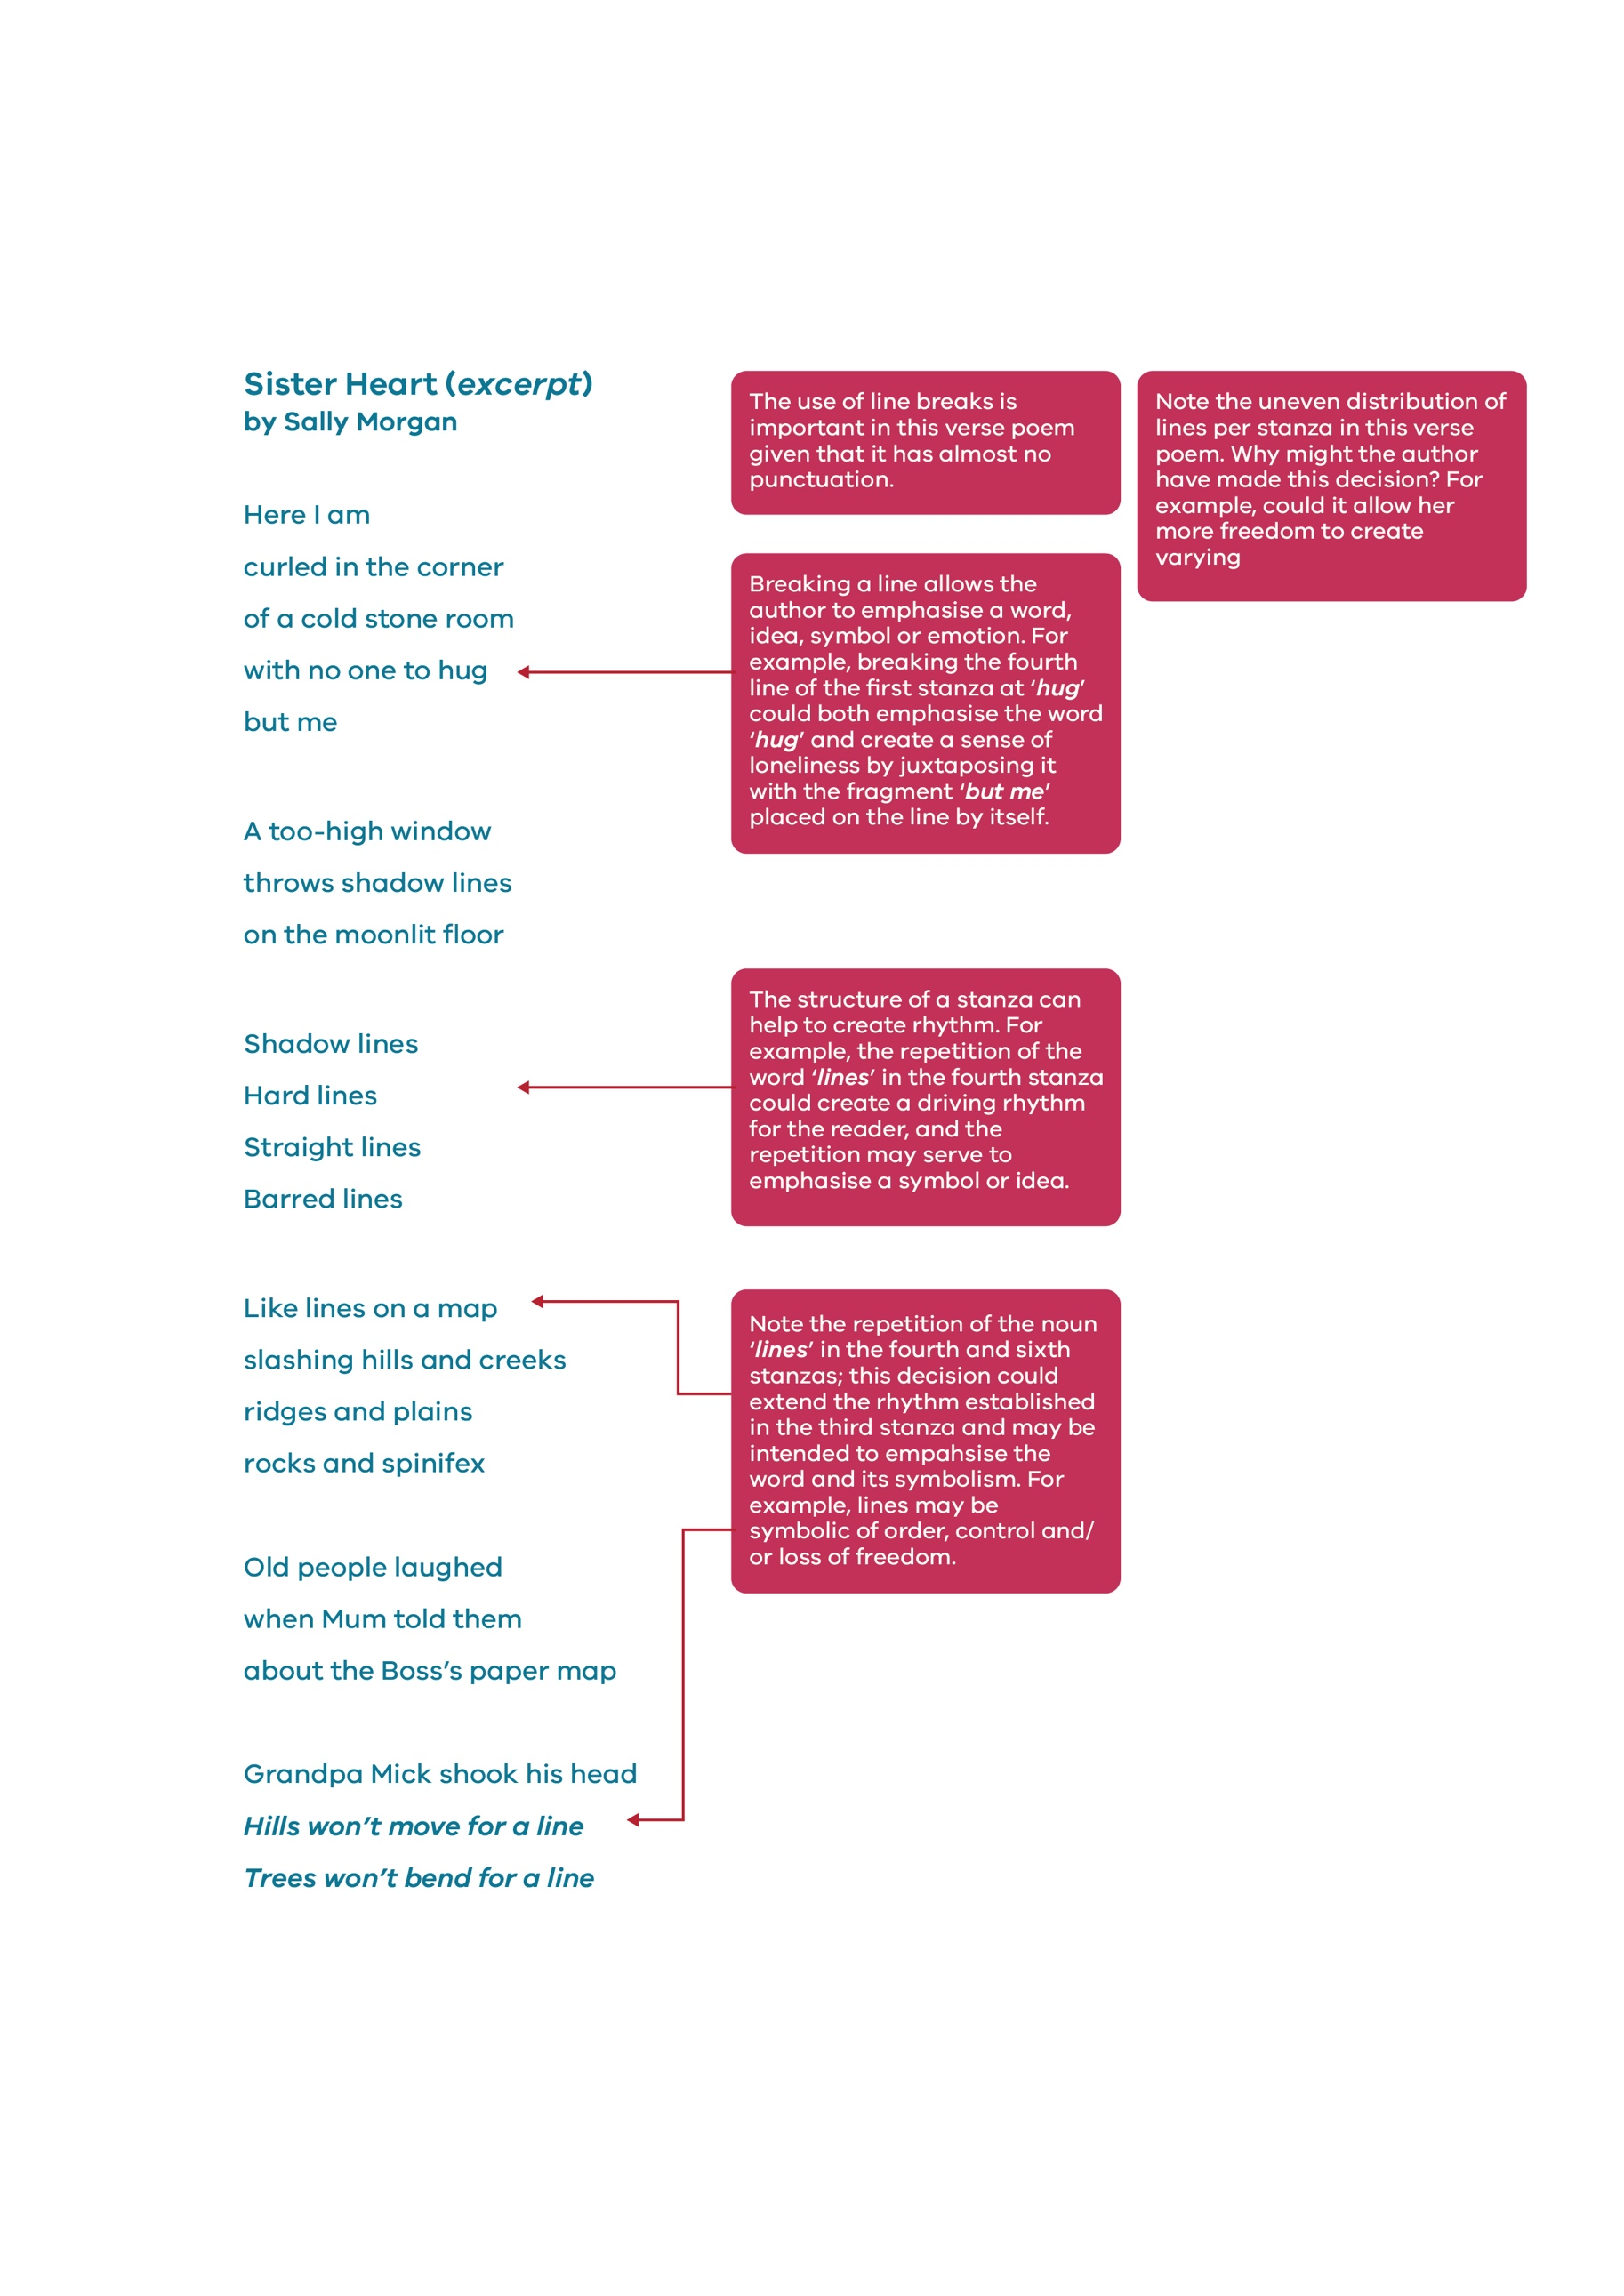 Sister Heart (excerpt)
by Sally Morgan
Here I am
curled in the corner
of a cold stone room
with no one to hug
but me
A too-high window
throws shadow lines
on the moonlit floor
Shadow lines
Hard lines
Straight lines
Barred lines
Like lines on a map
slashing hills and creeks
ridges and plains
rocks and spinifex
Old people laughed
when Mum told them
about the Boss’s paper map
Grandpa Mick shook his head
Hills won’t move for a line
Trees won’t bend for a line
The use of line breaks is
important in this verse poem
given that it has almost no
punctuation.
Breaking a line allows the
author to emphasise a word,
idea, symbol or emotion. For
example, breaking the fourth
line of the first stanza at ‘hug’
could both emphasise the word
‘hug’ and create a sense of
loneliness by juxtaposing it
with the fragment ‘but me’
placed on the line by itself.
The structure of a stanza can
help to create rhythm. For
example, the repetition of the
word ‘lines’ in the fourth stanza
could create a driving rhythm
for the reader, and the
repetition may serve to
emphasise a symbol or idea.
Note the repetition of the noun
‘lines’ in the fourth and sixth
stanzas; this decision could
extend the rhythm established
in the third stanza and may be
intended to empahsise the
word and its symbolism. For
example, lines may be
symbolic of order, control and/
or loss of freedom.
Note the uneven distribution of
lines per stanza in this verse
poem. Why might the author
have made this decision? For
example, could it allow her
more freedom to create
varying